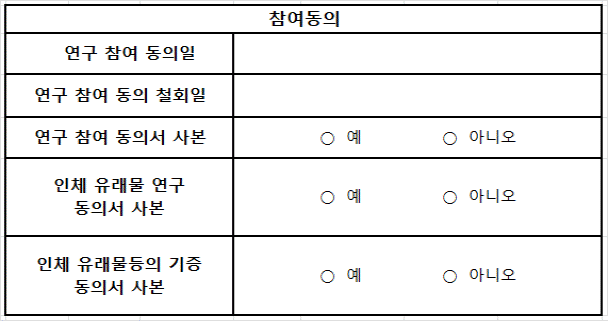 참여동의
연구 참여 동의일
연구 참여 동의 철회일
연구 참여 동의서 사본 ○ 예 ○ 아니오
인체 유래물 연구
동의서 사본 ○ 예 ○ 아니오
인체 유래물등의 기증
동의서 사본 ○ 예 ○ 아니오